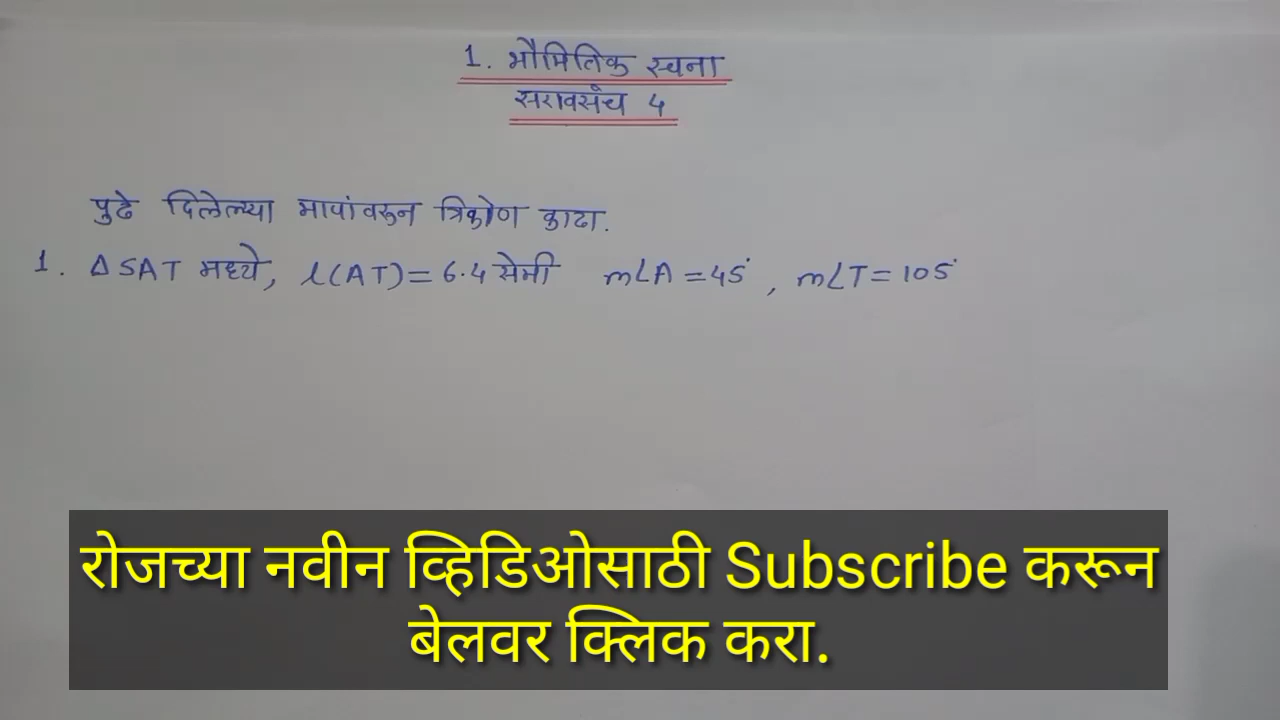 1. भौमितिक रचना
सरावसंच 4
पुढे दिलेल्या मापांवरून त्रिकोण काढा.
1. ΔSAT मध्ये, l(AT)=6.4 सेमी m∠A =45°, m∠T=105°
रोजच्या नवीन व्हिडिओसाठी Subscribe करून
बेलवर क्लिक करा.